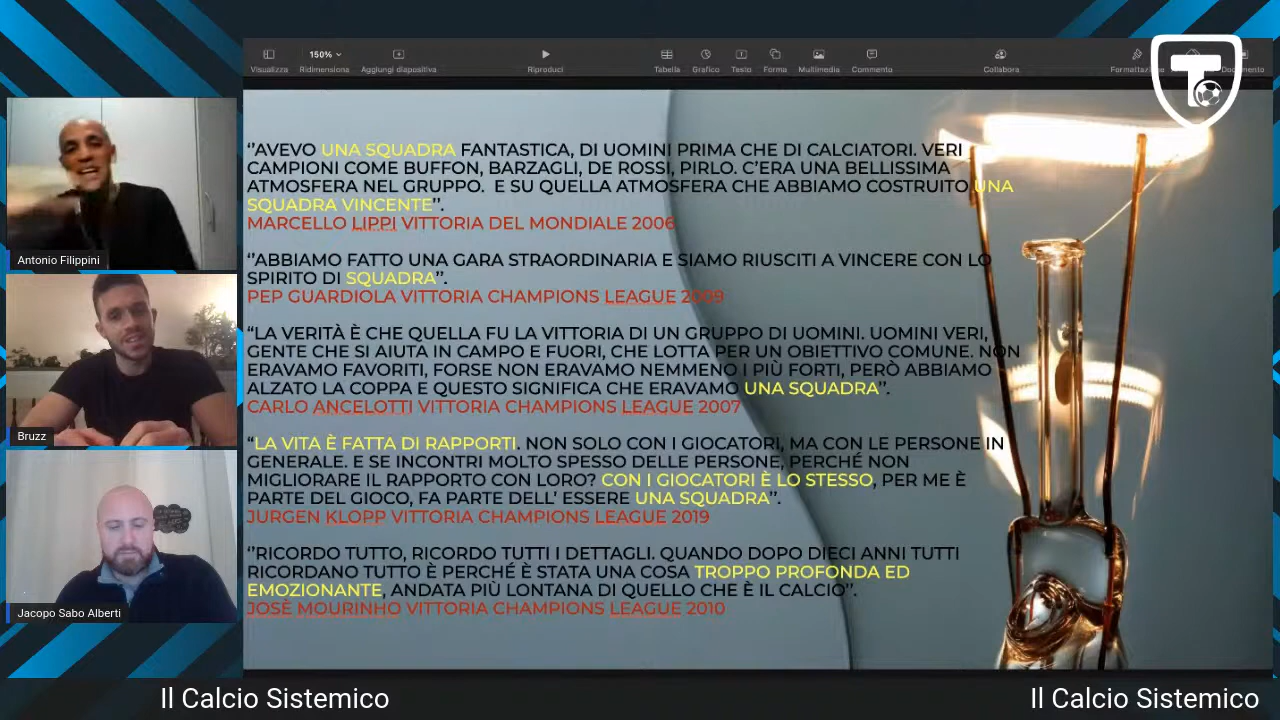 150%
Visualizza
Ridimensiona
Aggiungi diapositiva
Riproduci
Tabella
Grafico
Testo
Forma
Multimedia
Commento
Collabora
‘’AVEVO UNA SQUADRA FANTASTICA, DI UOMINI PRIMA CHE DI CALCIATORI. VERI
CAMPIONI COME BUFFON, BARZAGLI, DE ROSSI, PIRLO. C’ERA UNA BELLISSIMA
ATMOSFERA NEL GRUPPO. E SU QUELLA ATMOSFERA CHE ABBIAMO COSTRUITO UNA
SQUADRA VINCENTE’’.
MARCELLO LIPPI VITTORIA DEL MONDIALE 2006
‘’ABBIAMO FATTO UNA GARA STRAORDINARIA E SIAMO RIUSCITI A VINCERE CON LO
SPIRITO DI SQUADRA’’.
PEP GUARDIOLA VITTORIA CHAMPIONS LEAGUE 2009
“LA VERITÀ È CHE QUELLA FU LA VITTORIA DI UN GRUPPO DI UOMINI. UOMINI VERI,
GENTE CHE SI AIUTA IN CAMPO E FUORI, CHE LOTTA PER UN OBIETTIVO COMUNE. NON
ERAVAMO FAVORITI, FORSE NON ERAVAMO NEMMENO I PIÙ FORTI, PERÒ ABBIAMO
ALZATO LA COPPA E QUESTO SIGNIFICA CHE ERAVAMO UNA SQUADRA’’.
CARLO ANCELOTTI VITTORIA CHAMPIONS LEAGUE 2007
“LA VITA È FATTA DI RAPPORTI. NON SOLO CON I GIOCATORI, MA CON LE PERSONE IN
GENERALE. E SE INCONTRI MOLTO SPESSO DELLE PERSONE, PERCHÉ NON
MIGLIORARE IL RAPPORTO CON LORO? CON I GIOCATORI È LO STESSO, PER ME È
PARTE DEL GIOCO, FA PARTE DELL’ ESSERE UNA SQUADRA’’.
JURGEN KLOPP VITTORIA CHAMPIONS LEAGUE 2019
‘’RICORDO TUTTO, RICORDO TUTTI I DETTAGLI. QUANDO DOPO DIECI ANNI TUTTI
RICORDANO TUTTO È PERCHÉ È STATA UNA COSA TROPPO PROFONDA ED
EMOZIONANTE, ANDATA PIÙ LONTANA DI QUELLO CHE È IL CALCIO’’.
JOSÈ MOURINHO VITTORIA CHAMPIONS LEAGUE 2010
Antonio Filippini
Bruzz
Jacopo Sabo Alberti
Il Calcio Sistemico
Il Calcio Sistemico